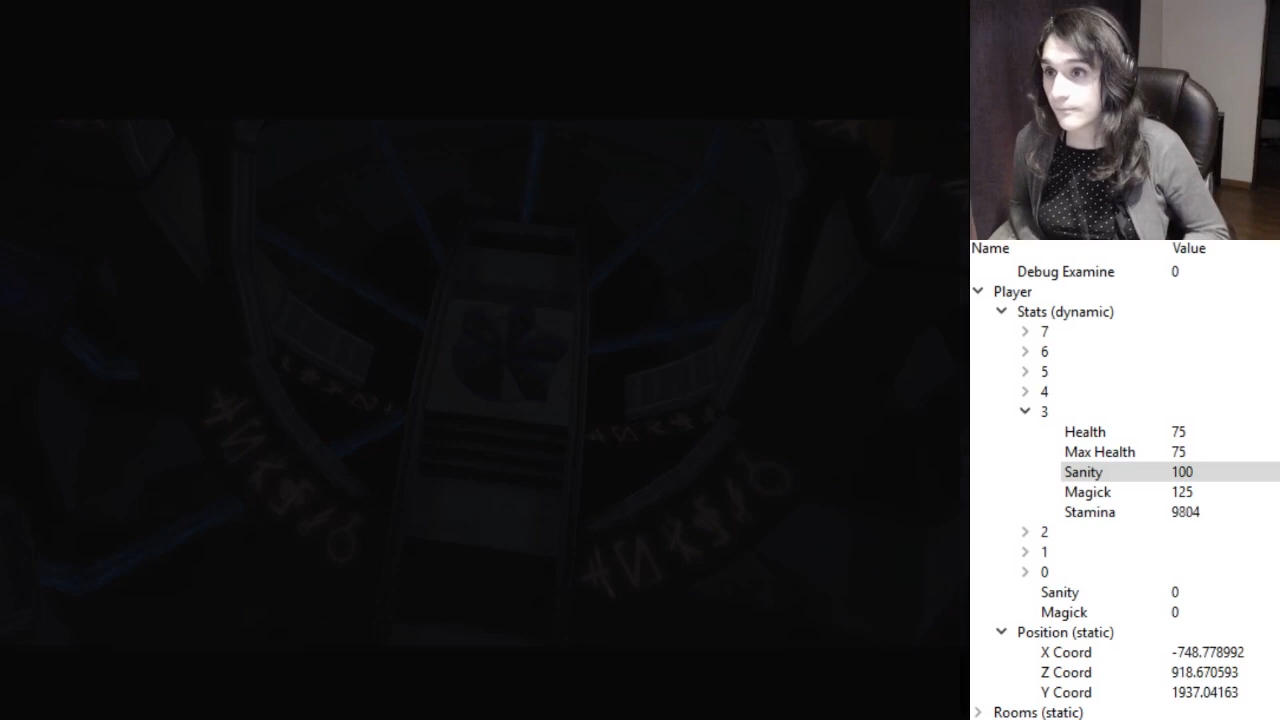 Name Value
Debug Examine 0
Player
Stats (dynamic)
7
6
5
4
3
Health 75
Max Health 75
Sanity 100
Magick 125
Stamina 9804
2
1
0
Sanity 0
Magick 0
Position (static)
X Coord -748.778992
Z Coord 918.670593
Y Coord 1937.04163
Rooms (static)